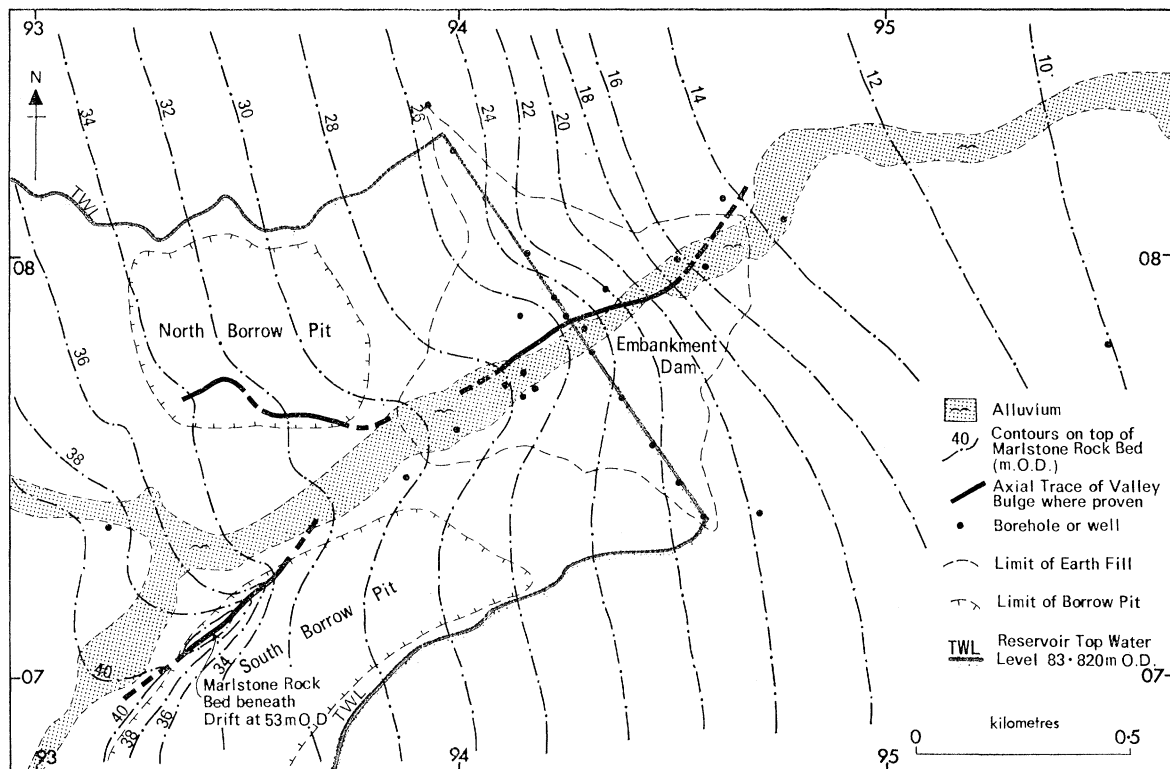 93
94
95
N
34
32
30
28
26
24
22
20
18
16
14
12
10
TWL
08
08
North Borrow Pit
36
38
Embankment
Dam
Alluvium
40
Contours on top of
Marlstone Rock Bed
(m.O.D.)
Axial Trace of Valley
Bulge where proven
Borehole or well
Limit of Earth Fill
Limit of Borrow Pit
TWL
Reservoir Top Water
Level 83·820m O.D.
South Borrow Pit
34
07
40
Marlstone Rock
Bed beneath
Drift at 53m O.D
40
38
36
TWL
07
kilometres
0
0·5
93
94
95